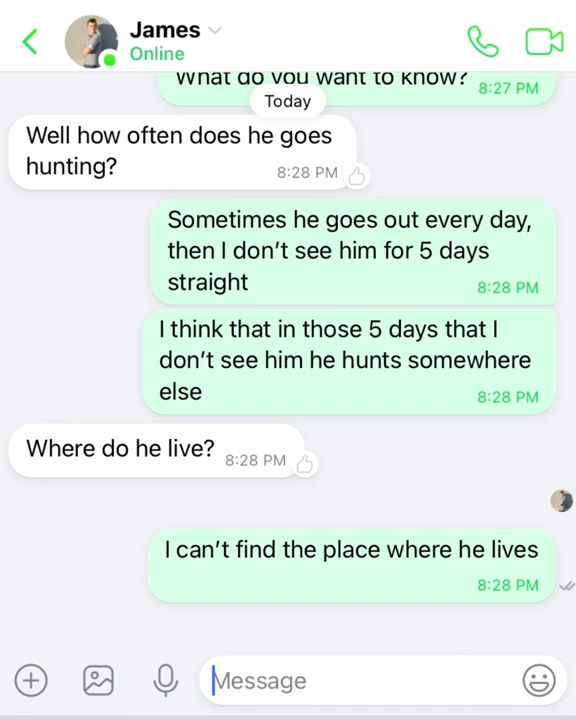 James
Online
What do you want to know?
8:27 PM
Today
Well how often does he goes
hunting?
8:28 PM
Sometimes he goes out every day,
then I don’t see him for 5 days
straight
8:28 PM
I think that in those 5 days that I
don’t see him he hunts somewhere
else
8:28 PM
Where do he live?
8:28 PM
I can’t find the place where he lives
8:28 PM
Message